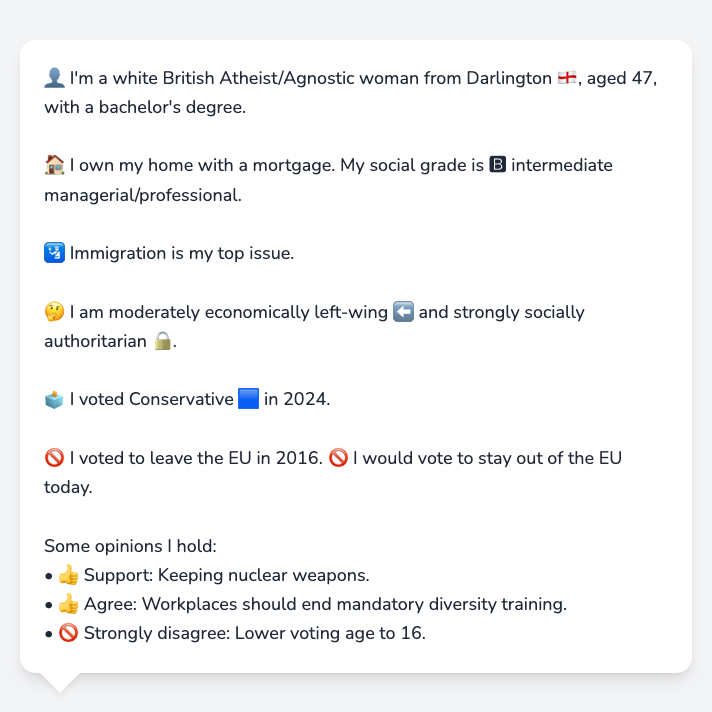 👤 I'm a white British Atheist/Agnostic woman from Darlington 🏴󠁧󠁢󠁥󠁮󠁧󠁿, aged 47,
with a bachelor's degree.
🏠 I own my home with a mortgage. My social grade is 🅱 intermediate
managerial/professional.
🛂 Immigration is my top issue.
🤔 I am moderately economically left-wing ⬅️ and strongly socially
authoritarian 🔒.
🗳️ I voted Conservative 🟦 in 2024.
🚫 I voted to leave the EU in 2016. 🚫 I would vote to stay out of the EU
today.
Some opinions I hold:
• 👍 Support: Keeping nuclear weapons.
• 👍 Agree: Workplaces should end mandatory diversity training.
• 🚫 Strongly disagree: Lower voting age to 16.